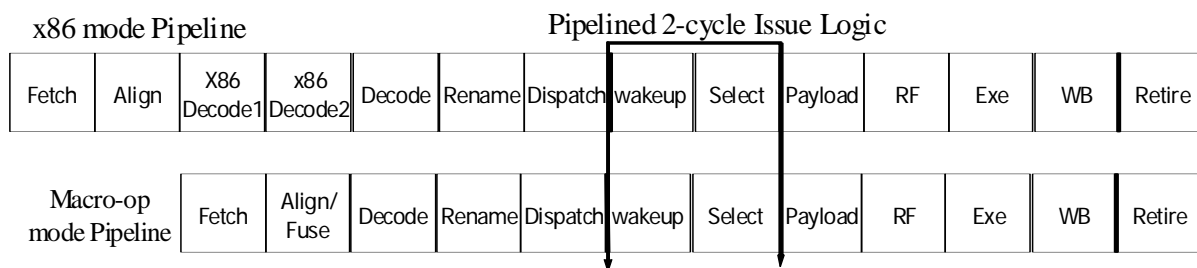 x86 mode Pipeline
Pipelined 2-cycle Issue Logic
Fetch Align X86 Decode1 x86 Decode2 Decode Rename Dispatch wakeup Select Payload RF Exe WB Retire
Macro-op
mode Pipeline
Fetch Align/ Fuse Decode Rename Dispatch wakeup Select Payload RF Exe WB Retire